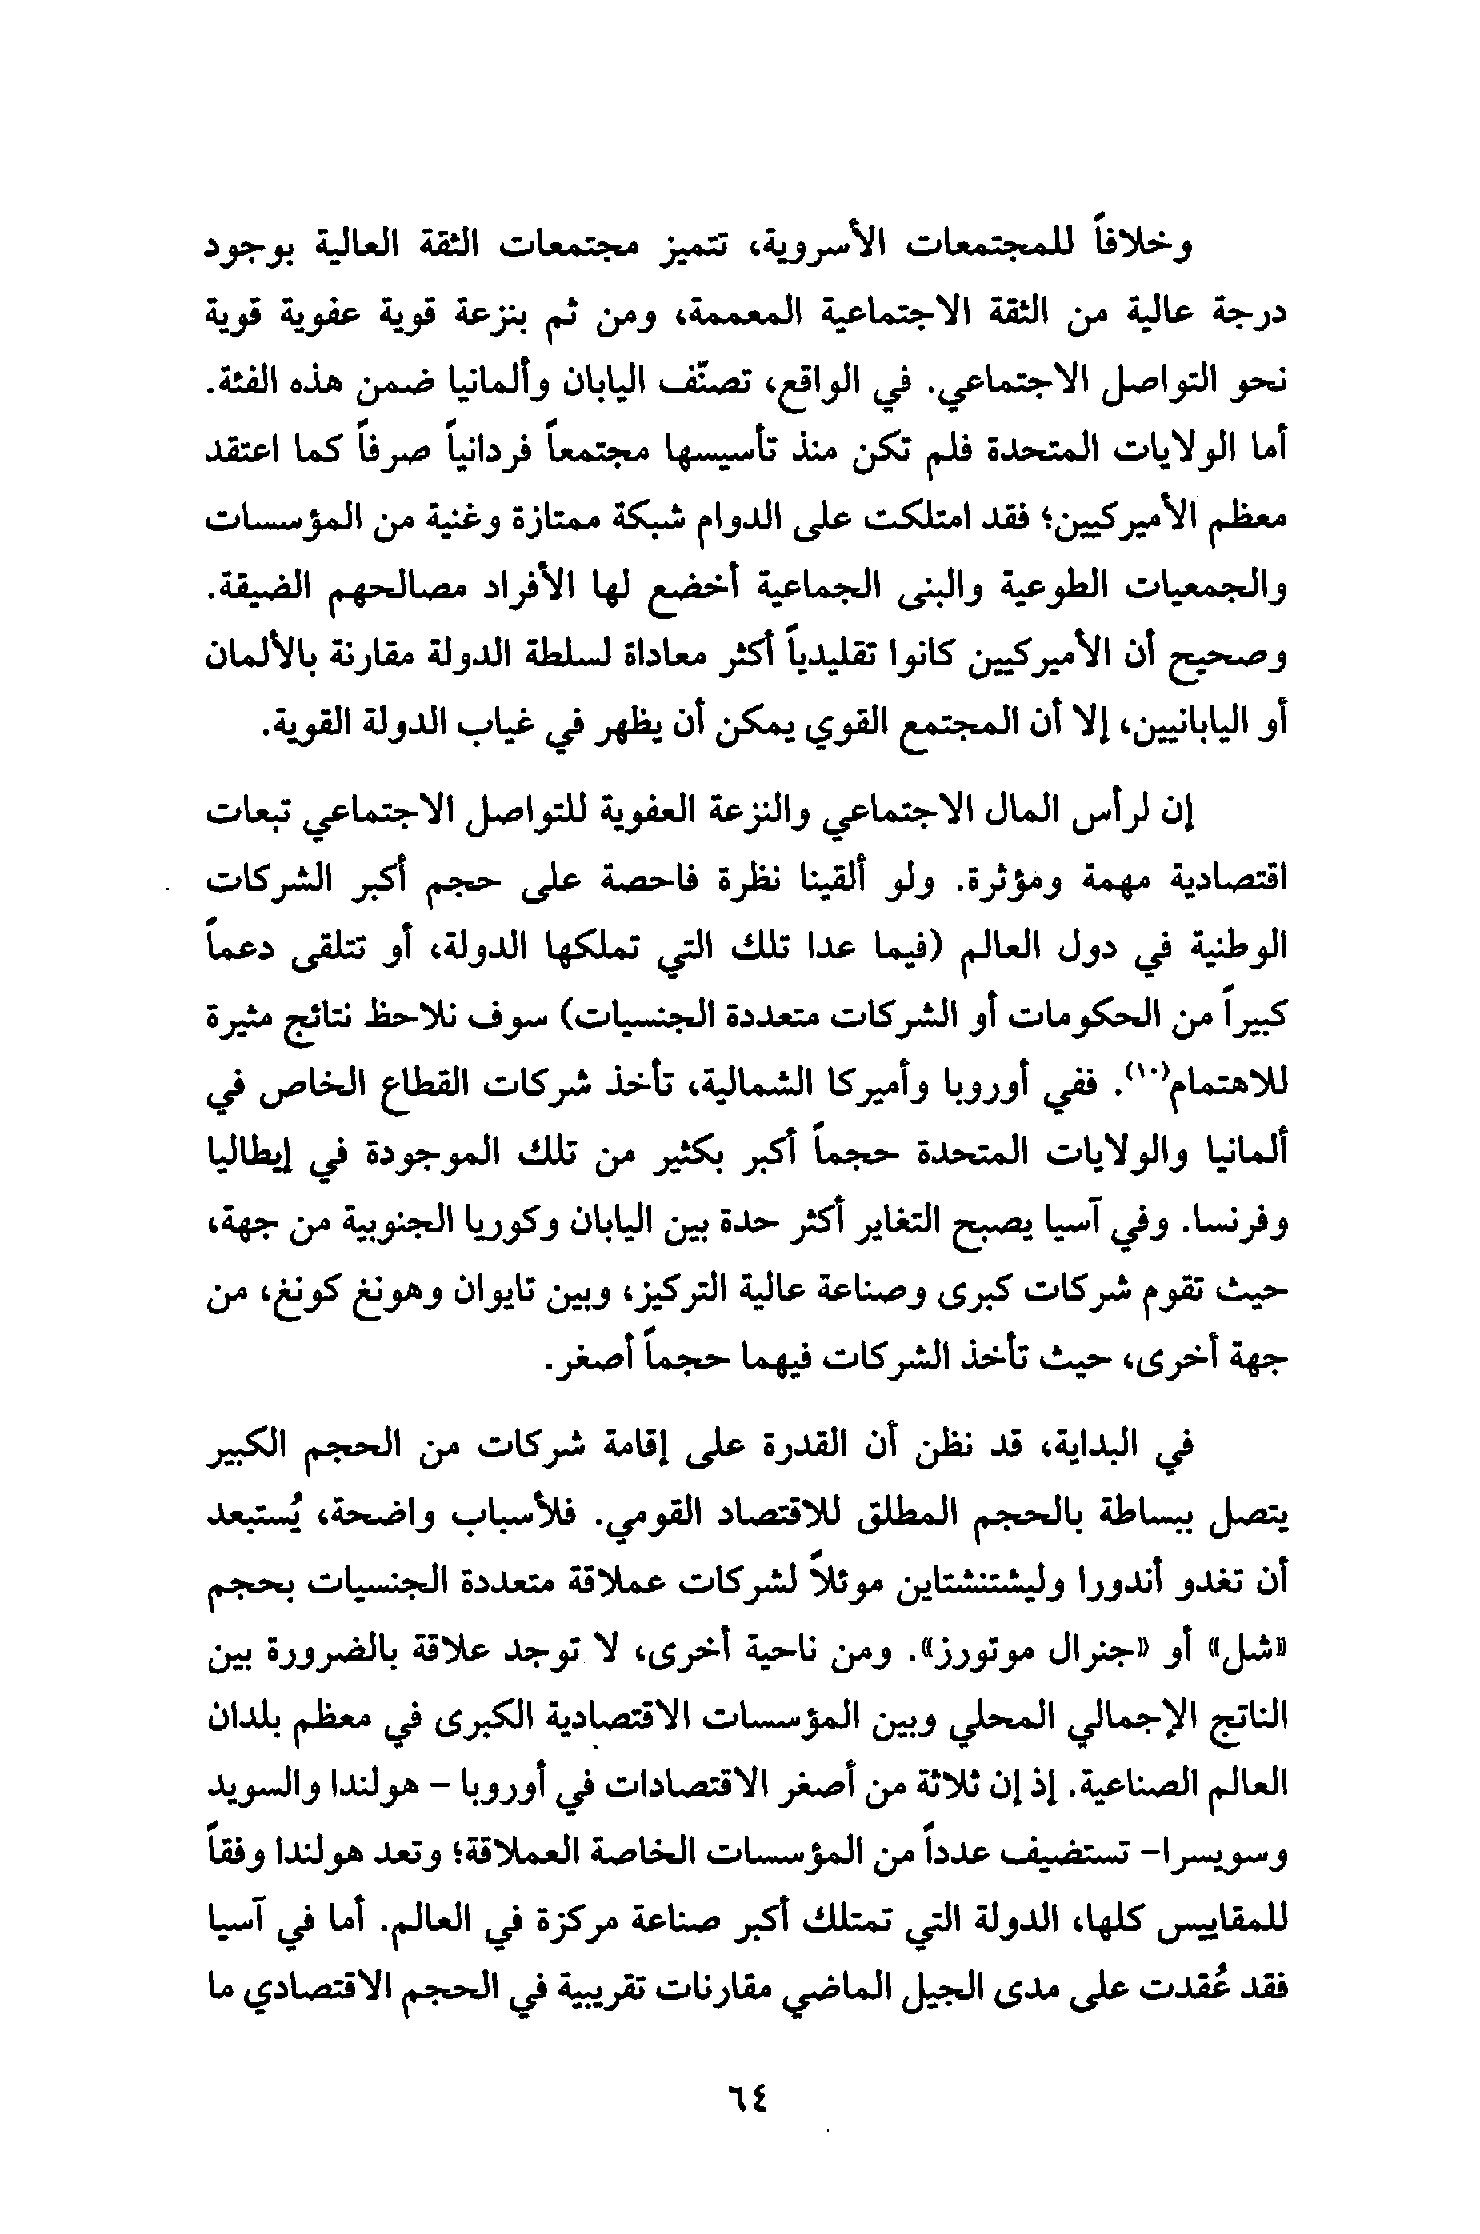 وخلافاً للمجتمعات الأسروية، تتميز مجتمعات الثقة العالية بوجود
درجة عالية من الثقة الاجتماعية المعممة، ومن ثم بنزعة قوية عفوية قوية
نحو التواصل الاجتماعي. في الواقع، تصنّف اليابان وألمانيا ضمن هذه الفئة.
أما الولايات المتحدة فلم تكن منذ تأسيسها مجتمعاً فردانياً صرفاً كما اعتقد
معظم الأميركيين؛ فقد امتلكت على الدوام شبكة ممتازة وغنية من المؤسسات
والجمعيات الطوعية والبنى الجماعية أخضع لها الأفراد مصالحهم الضيقة.
وصحيح أن الأميركيين كانوا تقليدياً أكثر معاداة لسلطة الدولة مقارنة بالألمان
أو اليابانيين، إلا أن المجتمع القوي يمكن أن يظهر في غياب الدولة القوية.
إن لرأس المال الاجتماعي والنزعة العفوية للتواصل الاجتماعي تبعات
اقتصادية مهمة ومؤثرة. ولو ألقينا نظرة فاحصة على حجم أكبر الشركات
الوطنية في دول العالم (فيما عدا تلك التي تملكها الدولة، أو تتلقى دعماً
كبيراً من الحكومات أو الشركات متعددة الجنسيات) سوف نلاحظ نتائج مثيرة
للاهتمام(١٠). ففي أوروبا وأميركا الشمالية، تأخذ شركات القطاع الخاص في
ألمانيا والولايات المتحدة حجماً أكبر بكثير من تلك الموجودة في إيطاليا
وفرنسا. وفي آسيا يصبح التغاير أكثر حدة بين اليابان وكوريا الجنوبية من جهة،
حيث تقوم شركات كبرى وصناعة عالية التركيز، وبين تايوان وهونغ كونغ، من
جهة أخرى، حيث تأخذ الشركات فيهما حجماً أصغر.
في البداية، قد نظن أن القدرة على إقامة شركات من الحجم الكبير
يتصل ببساطة بالحجم المطلق للاقتصاد القومي. فلأسباب واضحة، يُستبعد
أن تغدو أندورا وليشتنشتاين موئلاً لشركات عملاقة متعددة الجنسيات بحجم
«شل» أو «جنرال موتورز». ومن ناحية أخرى، لا توجد علاقة بالضرورة بين
الناتج الإجمالي المحلي وبين المؤسسات الاقتصادية الكبرى في معظم بلدان
العالم الصناعية. إذ إن ثلاثة من أصغر الاقتصادات في أوروبا - هولندا والسويد
وسويسرا- تستضيف عدداً من المؤسسات الخاصة العملاقة؛ وتعد هولندا وفقاً
للمقاييس كلها، الدولة التي تمتلك أكبر صناعة مركزة في العالم. أما في آسيا
فقد عُقدت على مدى الجيل الماضي مقارنات تقريبية في الحجم الاقتصادي ما
٦٤